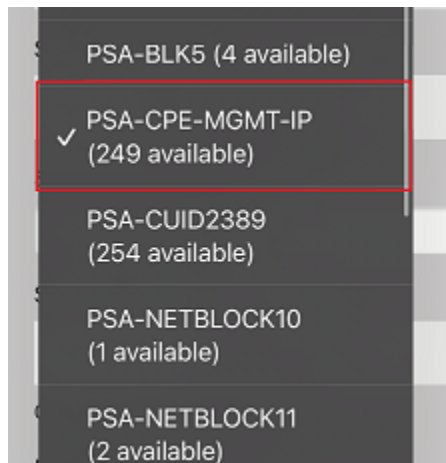 PSA-BLK5 (4 available)
✓ PSA-CPE-MGMT-IP
(249 available)
PSA-CUID2389
(254 available)
PSA-NETBLOCK10
(1 available)
PSA-NETBLOCK11
(2 available)